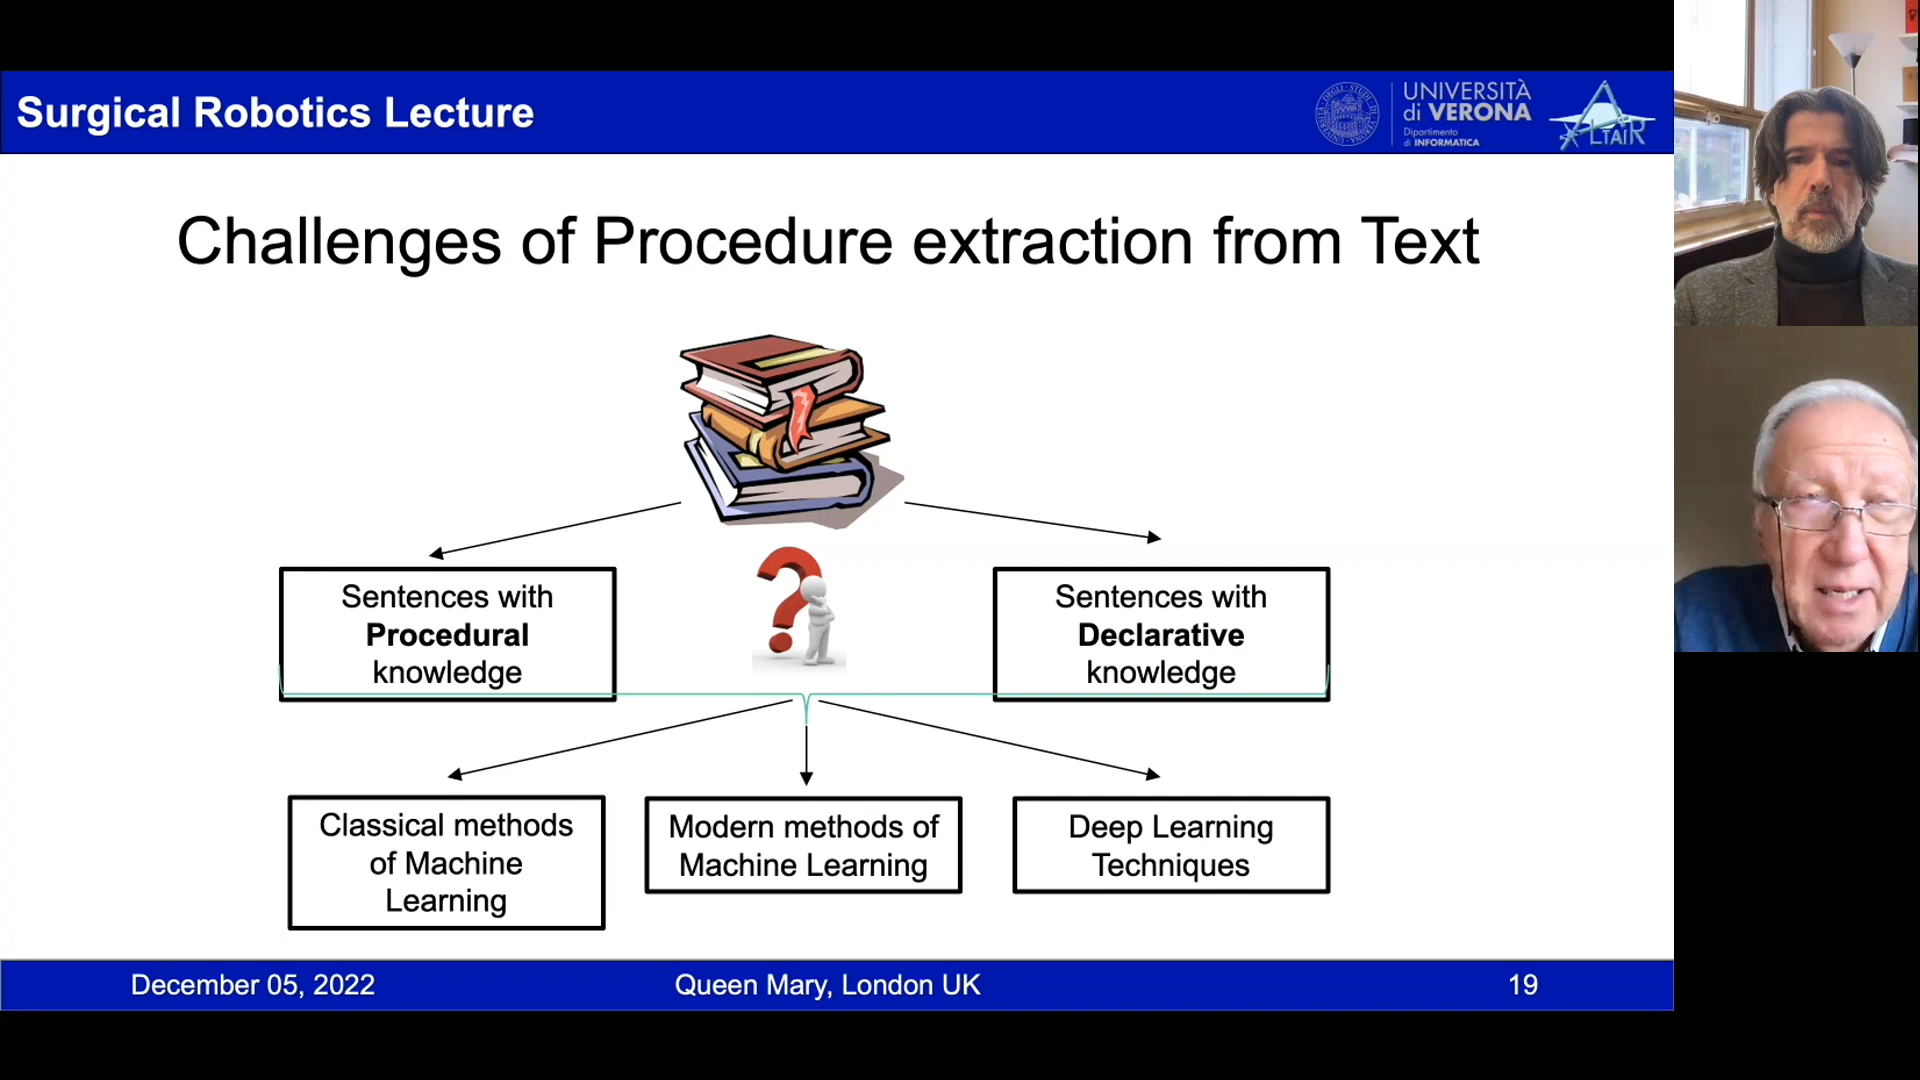 Surgical Robotics Lecture
UNIVERSITÀ
di VERONA
Dipartimento
di INFORMATICA
ALTAIR
Challenges of Procedure extraction from Text
Sentences with
Procedural
knowledge
Sentences with
Declarative
knowledge
Classical methods
of Machine
Learning
Modern methods of
Machine Learning
Deep Learning
Techniques
December 05, 2022
Queen Mary, London UK
19